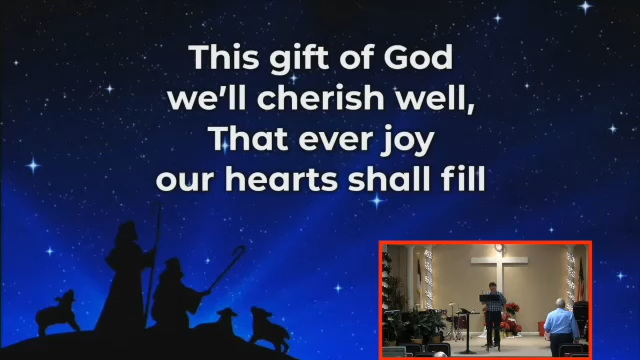 This gift of God
we’ll cherish well,
That ever joy
our hearts shall fill